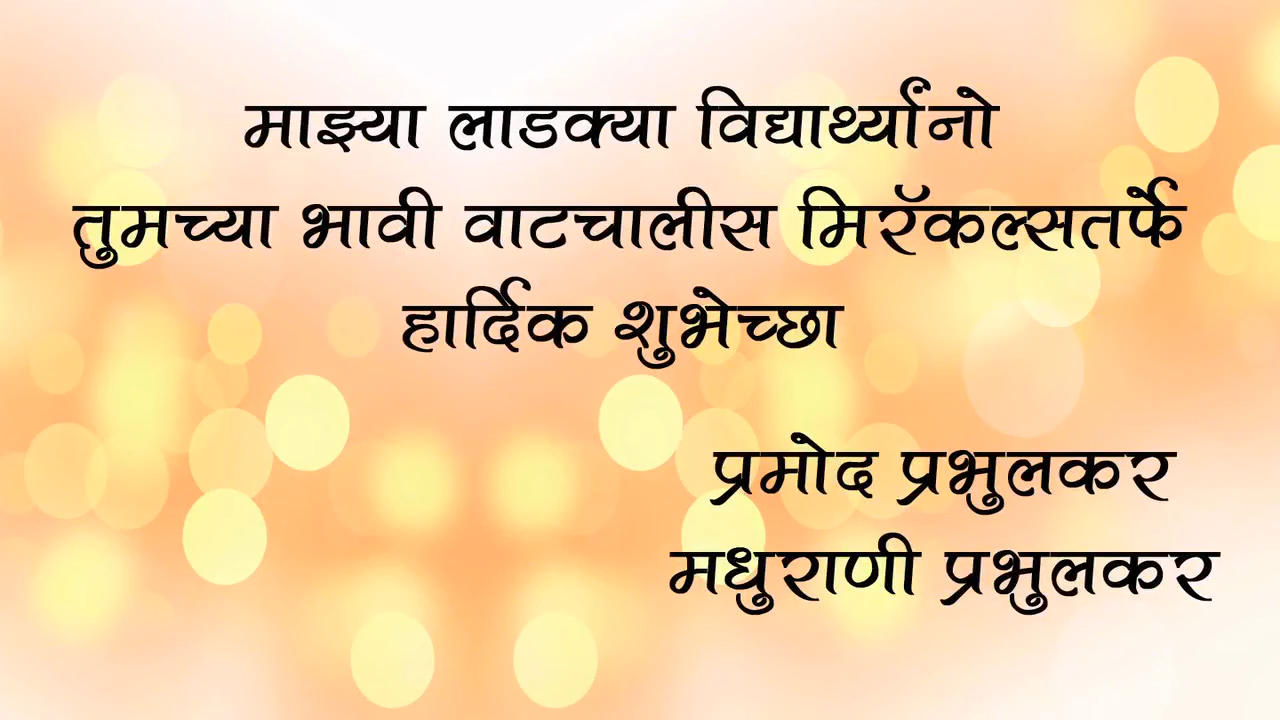 माझ्या लाडक्या विद्यार्थ्यांनो
तुमच्या भावी वाटचालीस मिरॅकल्सतर्फे
हार्दिक शुभेच्छा
प्रमोद प्रभुलकर
मधुराणी प्रभुलकर